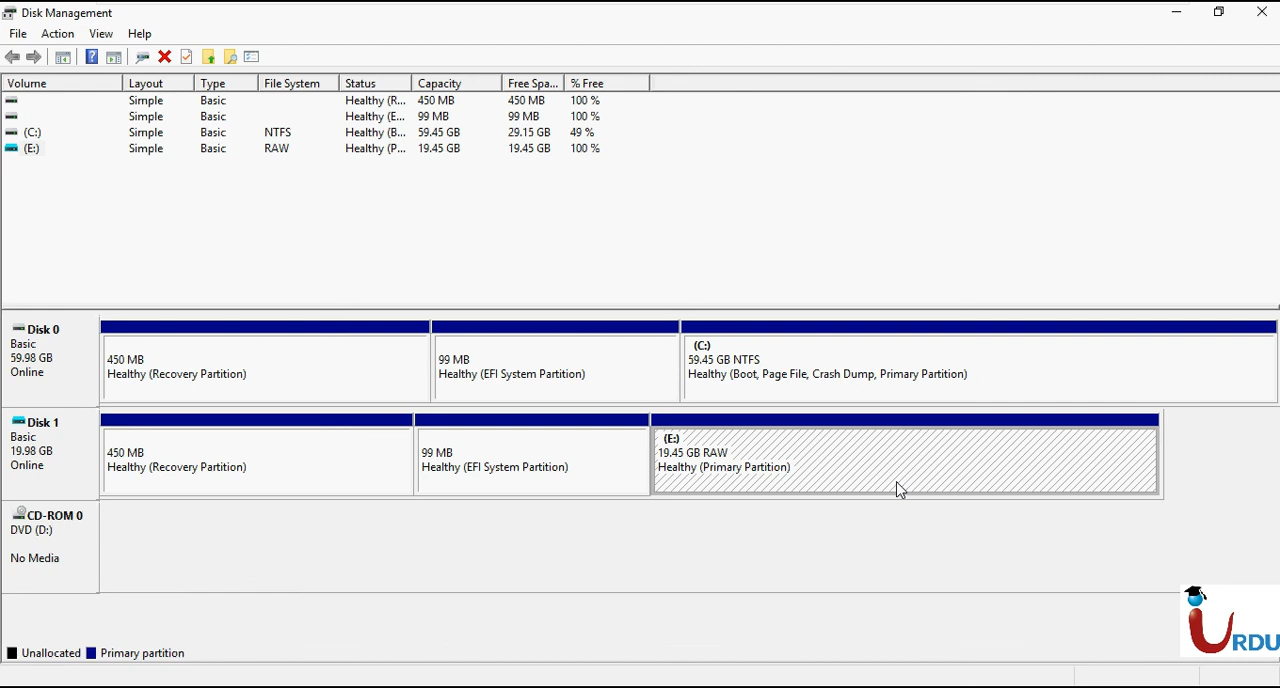 Disk Management
File Action View Help
Volume Layout Type File System Status Capacity Free Spa... % Free
Simple Basic Healthy (R... 450 MB 450 MB 100 %
Simple Basic Healthy (E... 99 MB 99 MB 100 %
(C:) Simple Basic NTFS Healthy (B... 59.45 GB 29.15 GB 49 %
(E:) Simple Basic RAW Healthy (P... 19.45 GB 19.45 GB 100 %
Disk 0
Basic
59.98 GB
Online
450 MB
Healthy (Recovery Partition)
99 MB
Healthy (EFI System Partition)
(C:)
59.45 GB NTFS
Healthy (Boot, Page File, Crash Dump, Primary Partition)
Disk 1
Basic
19.98 GB
Online
450 MB
Healthy (Recovery Partition)
99 MB
Healthy (EFI System Partition)
(E:)
19.45 GB RAW
Healthy (Primary Partition)
CD-ROM 0
DVD (D:)
No Media
Unallocated Primary partition
iURDU